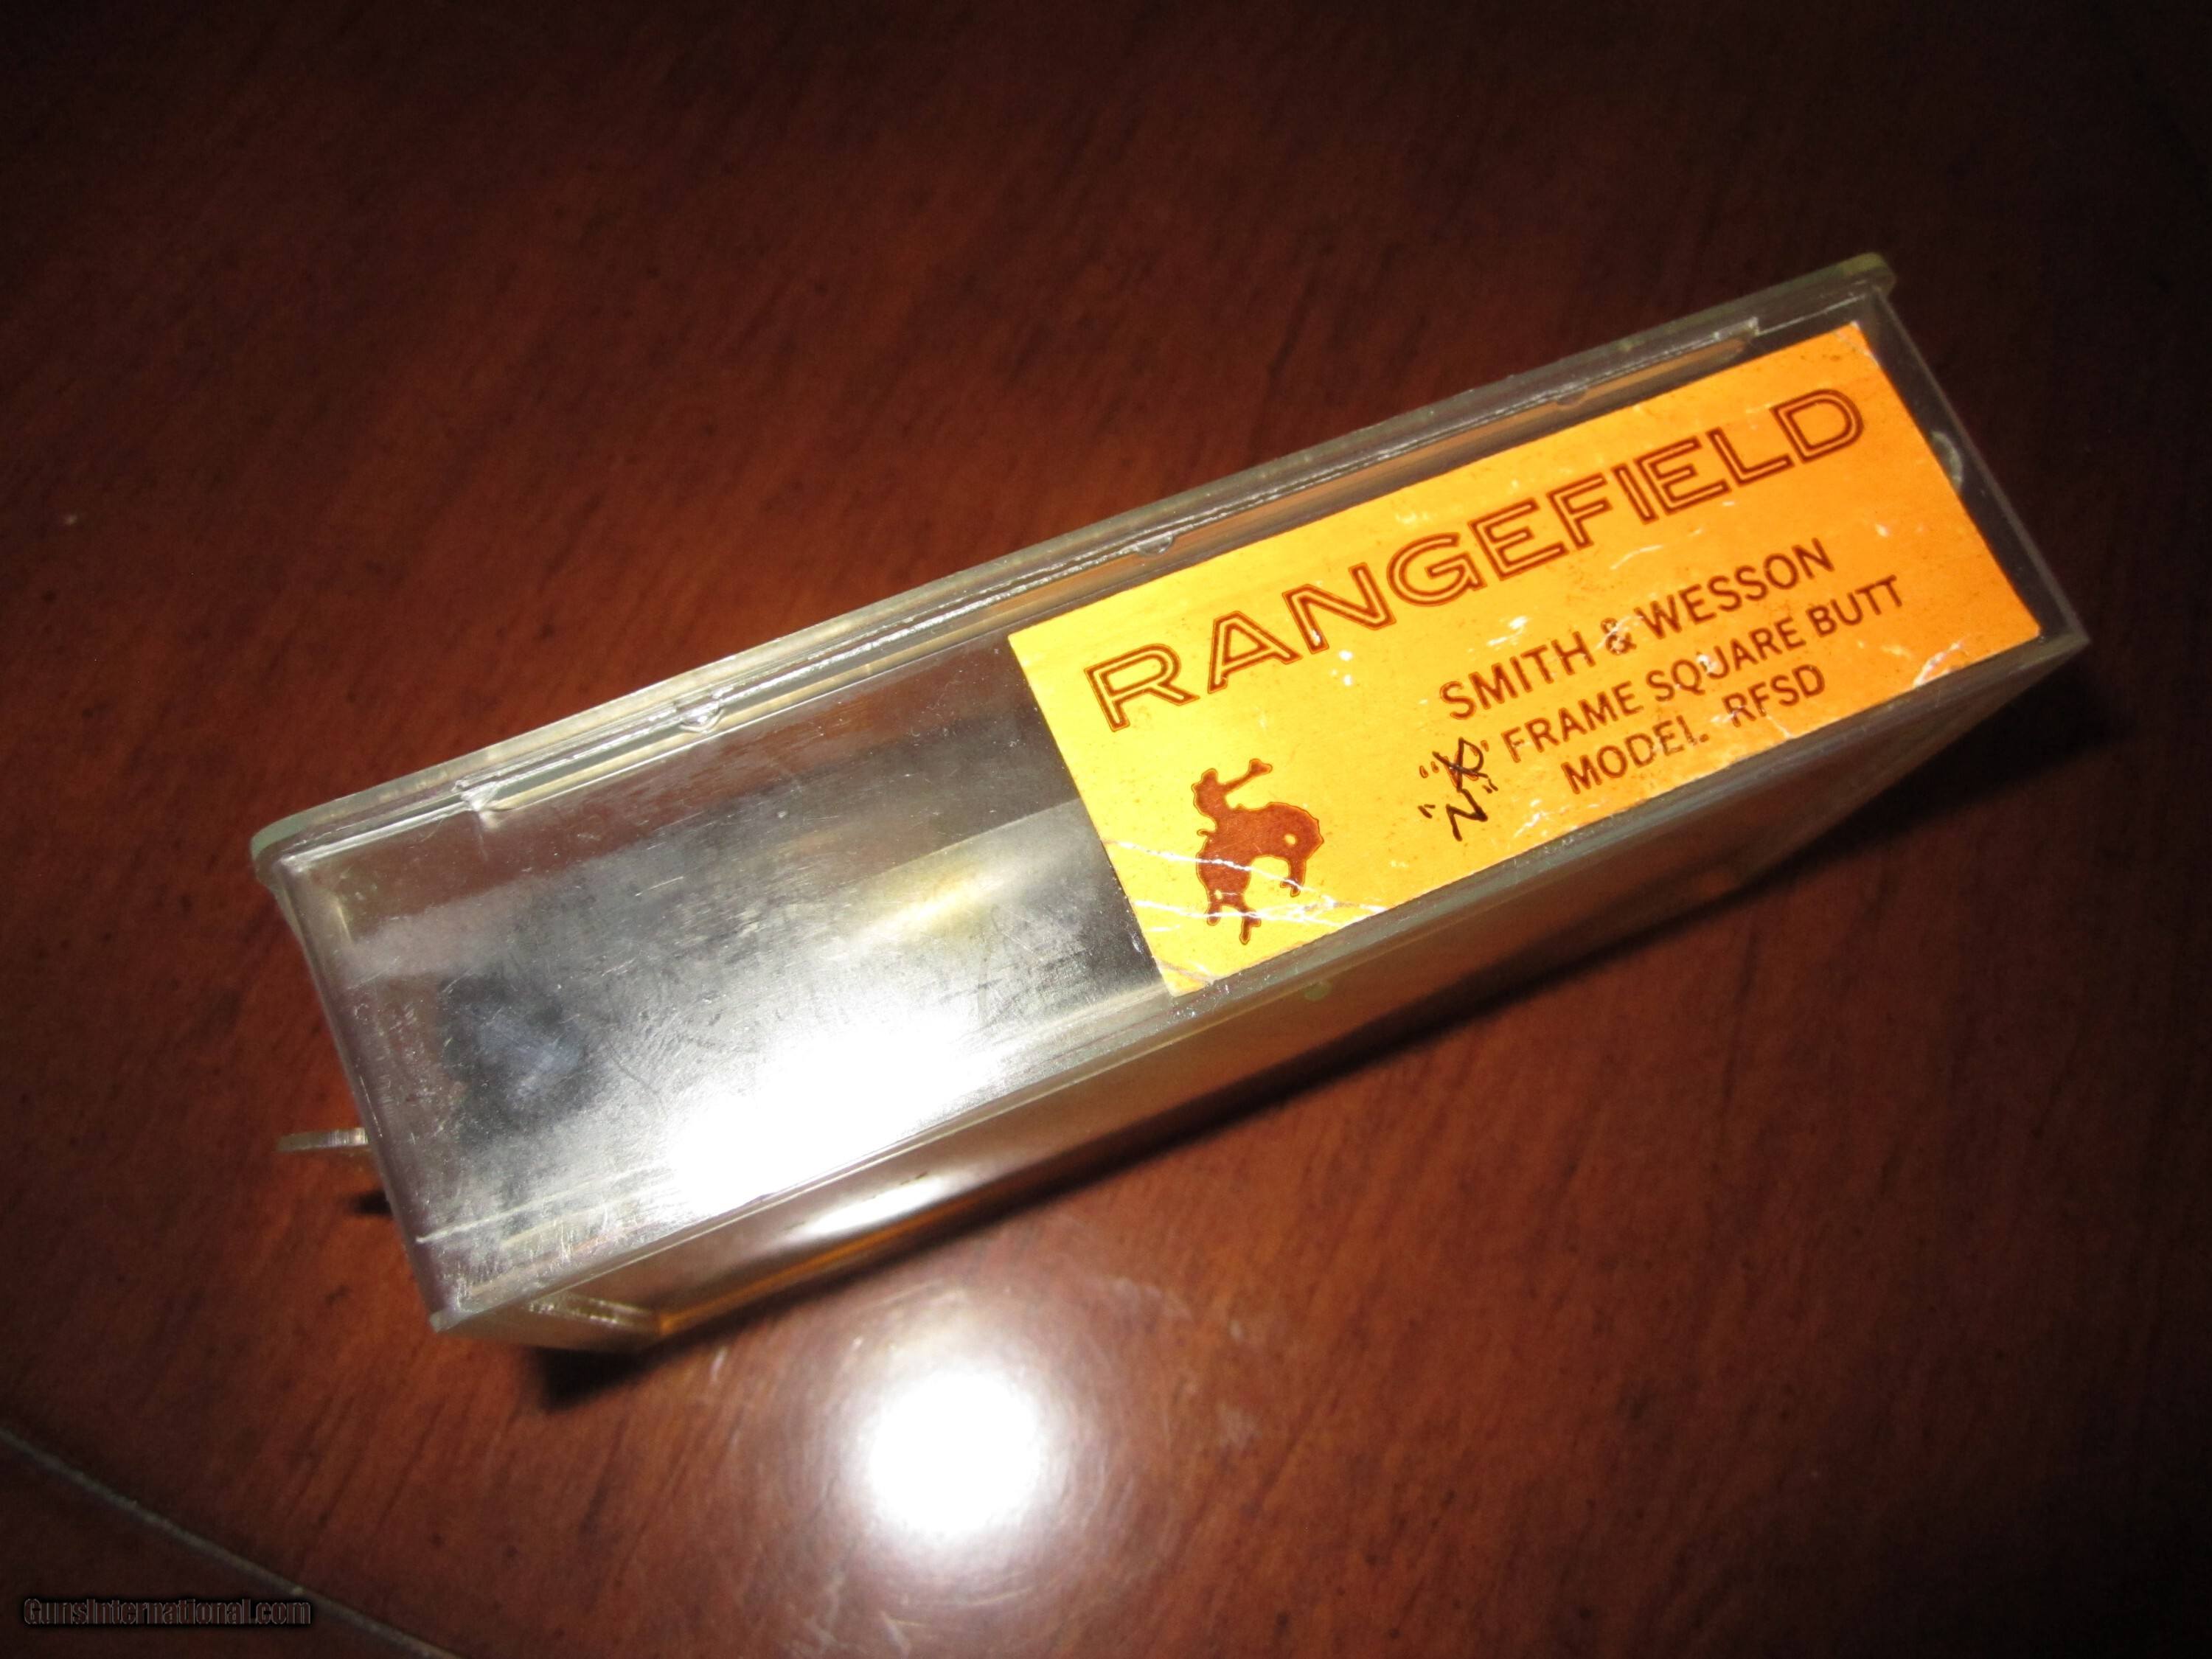 RANGEFIELD
SMITH & WESSON
' FRAME SQUARE BUTT
"N"
MODEL. RFSD
GunsInternational.com